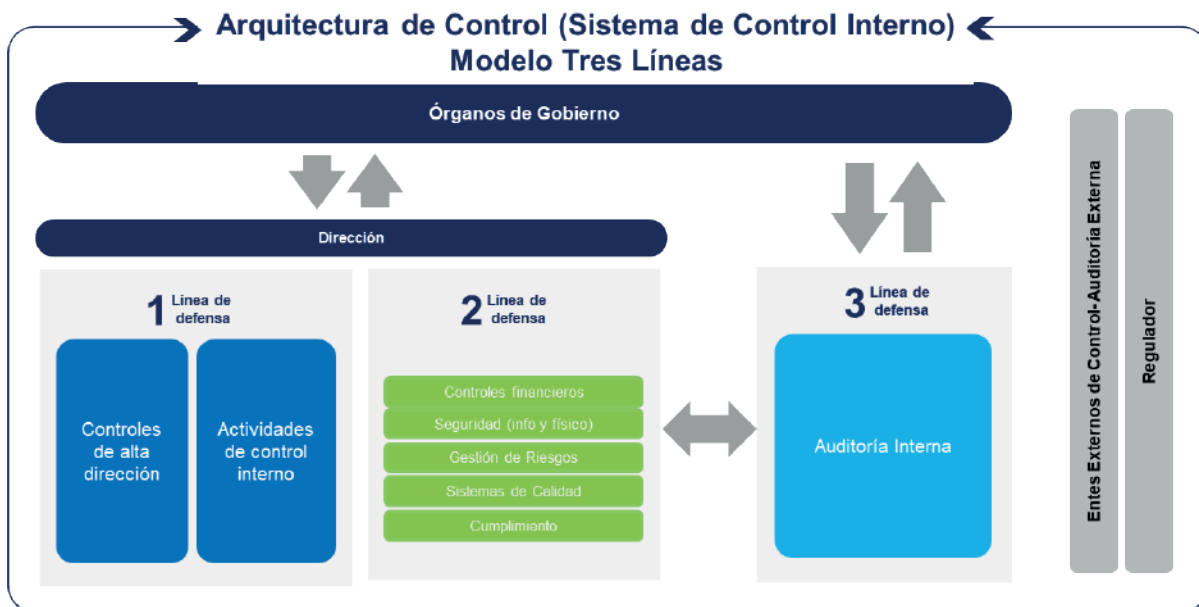 Arquitectura de Control (Sistema de Control Interno)
Modelo Tres Líneas
Órganos de Gobierno
Dirección
1 Línea de
defensa
Controles
de alta
dirección
Actividades
de control
interno
2 Línea de
defensa
Controles financieros
Seguridad (info y físico)
Gestión de Riesgos
Sistemas de Calidad
Cumplimiento
3 Línea de
defensa
Auditoría Interna
Entes Externos de Control- Auditoría Externa
Regulador